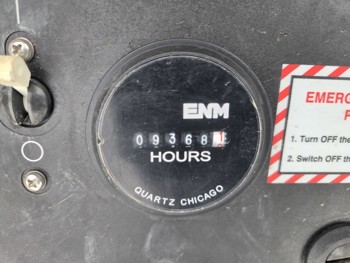 ENM
09368
HOURS
QUARTZ CHICAGO
EMERG
1. Turn OFF the
2. Switch OFF th